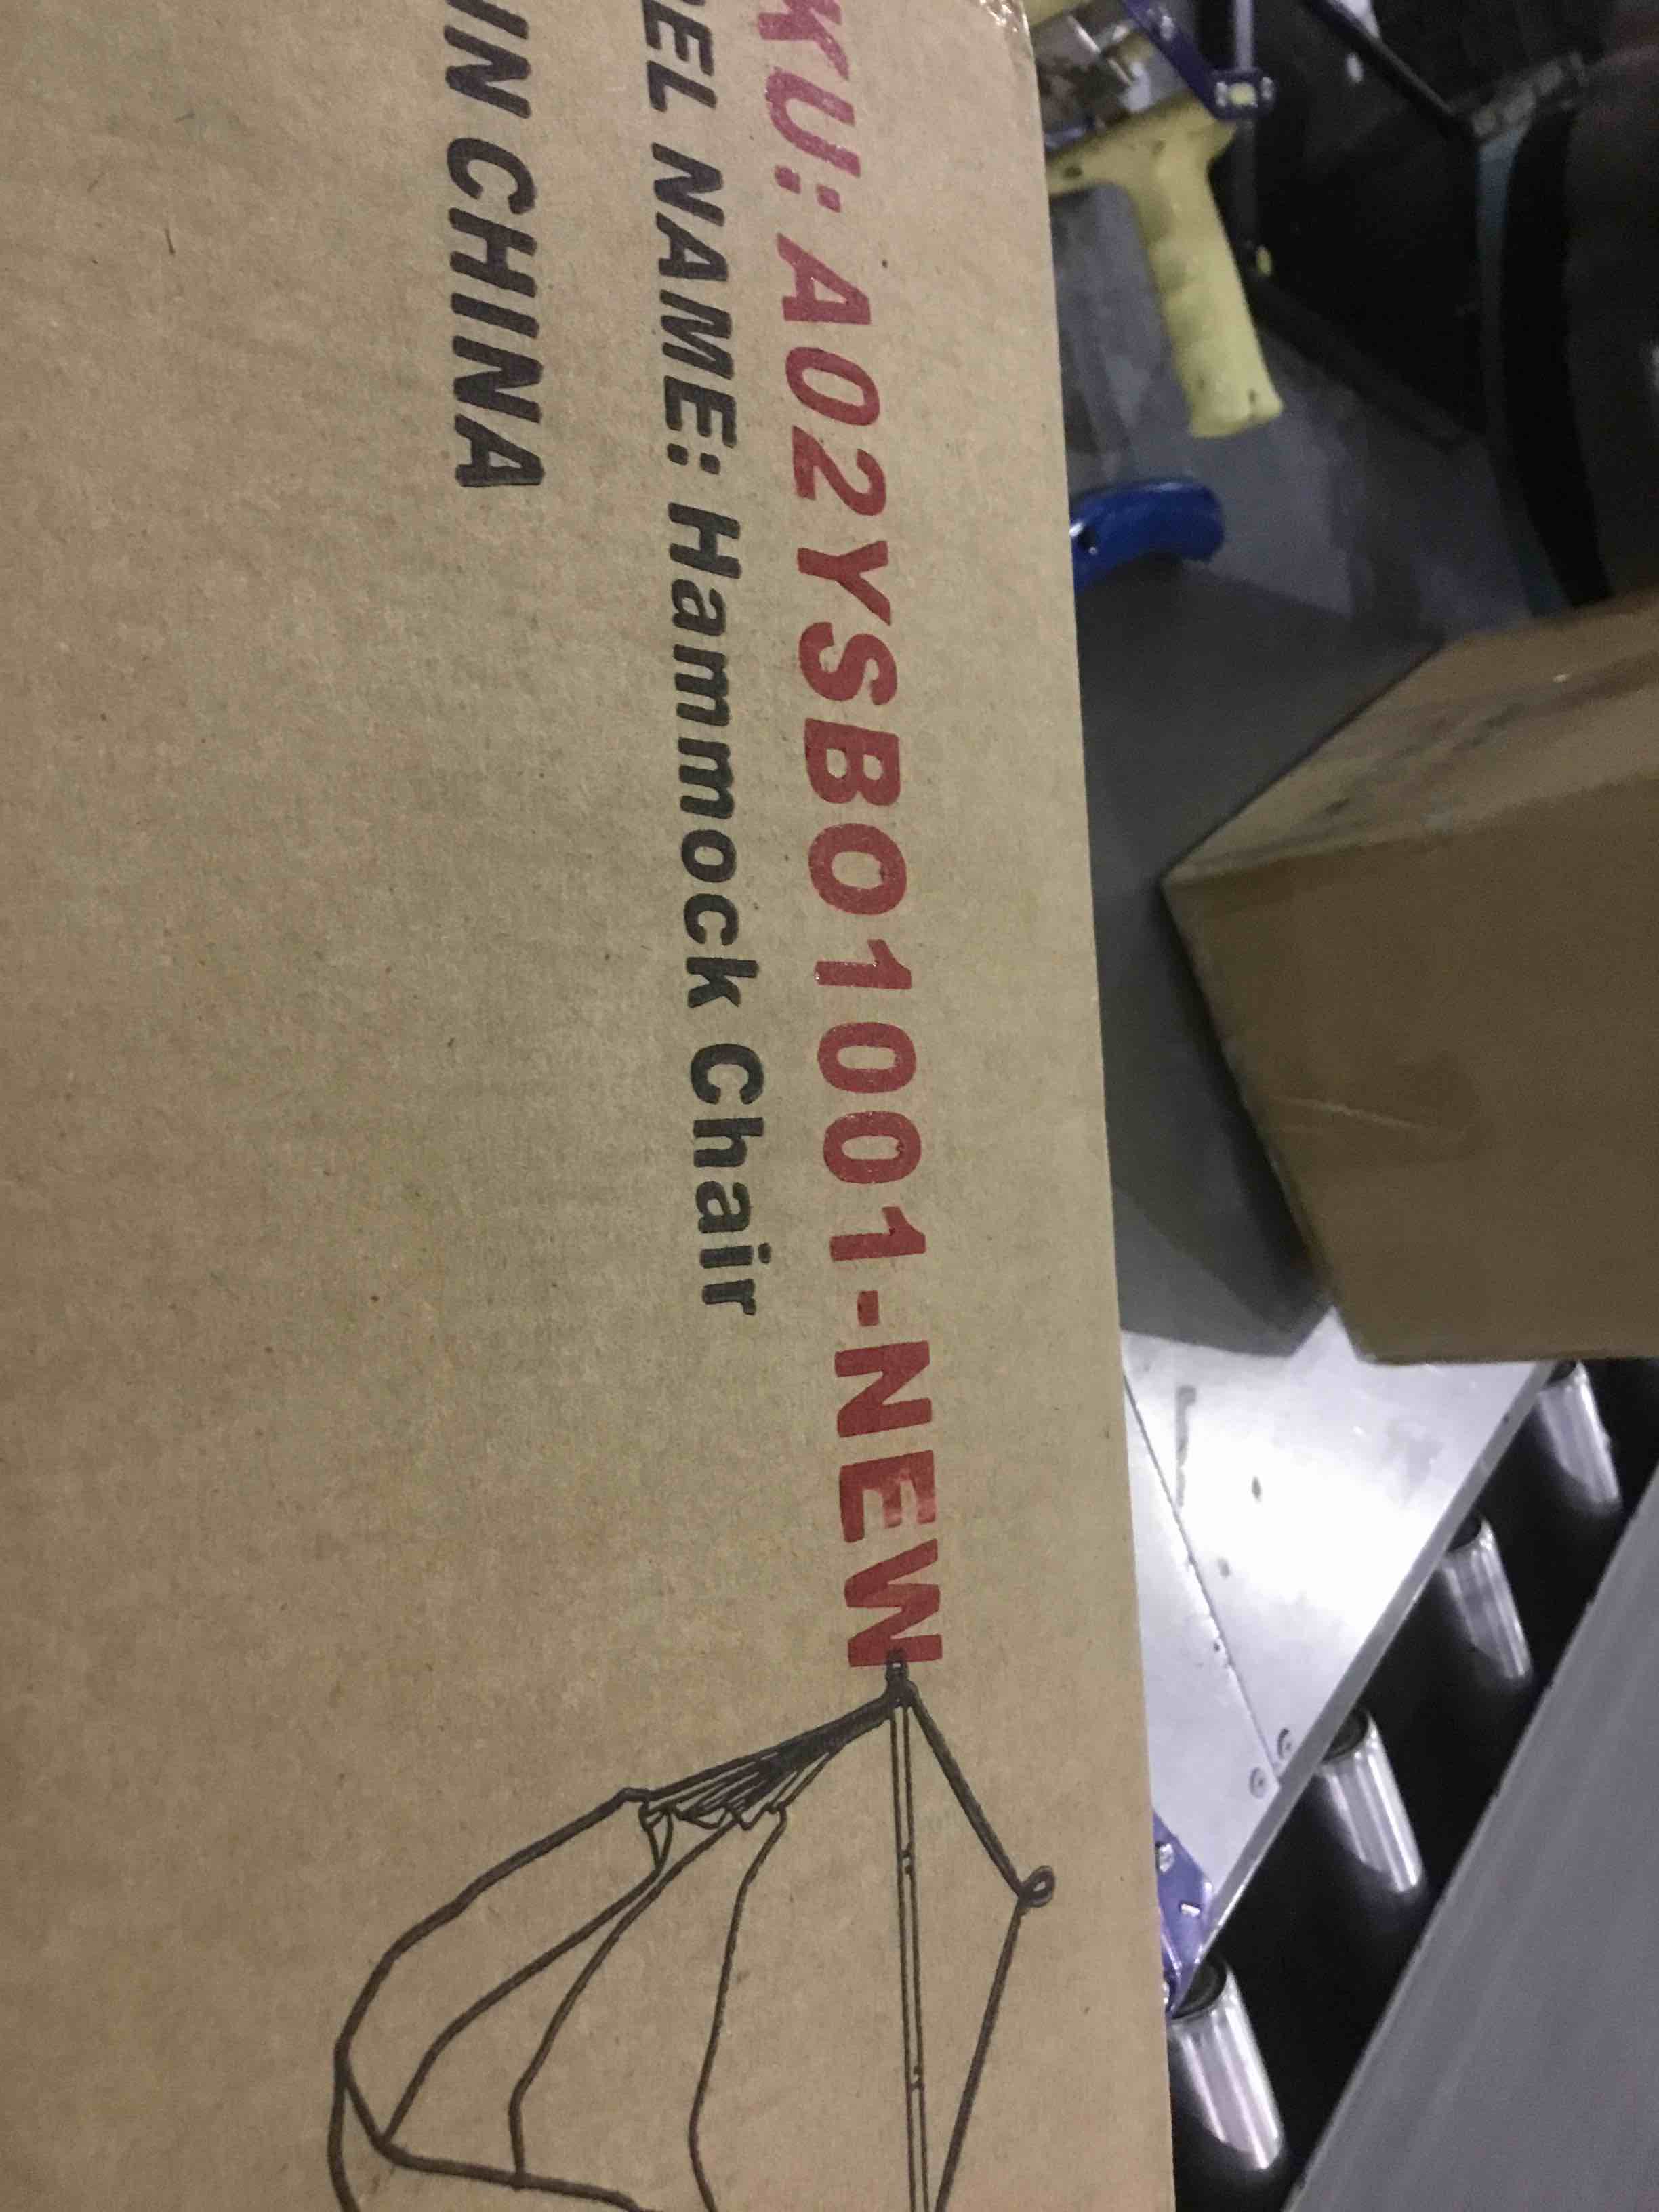 KU: A02YSBO1001-NEW
EL NAME: Hammock Chair
IN CHINA